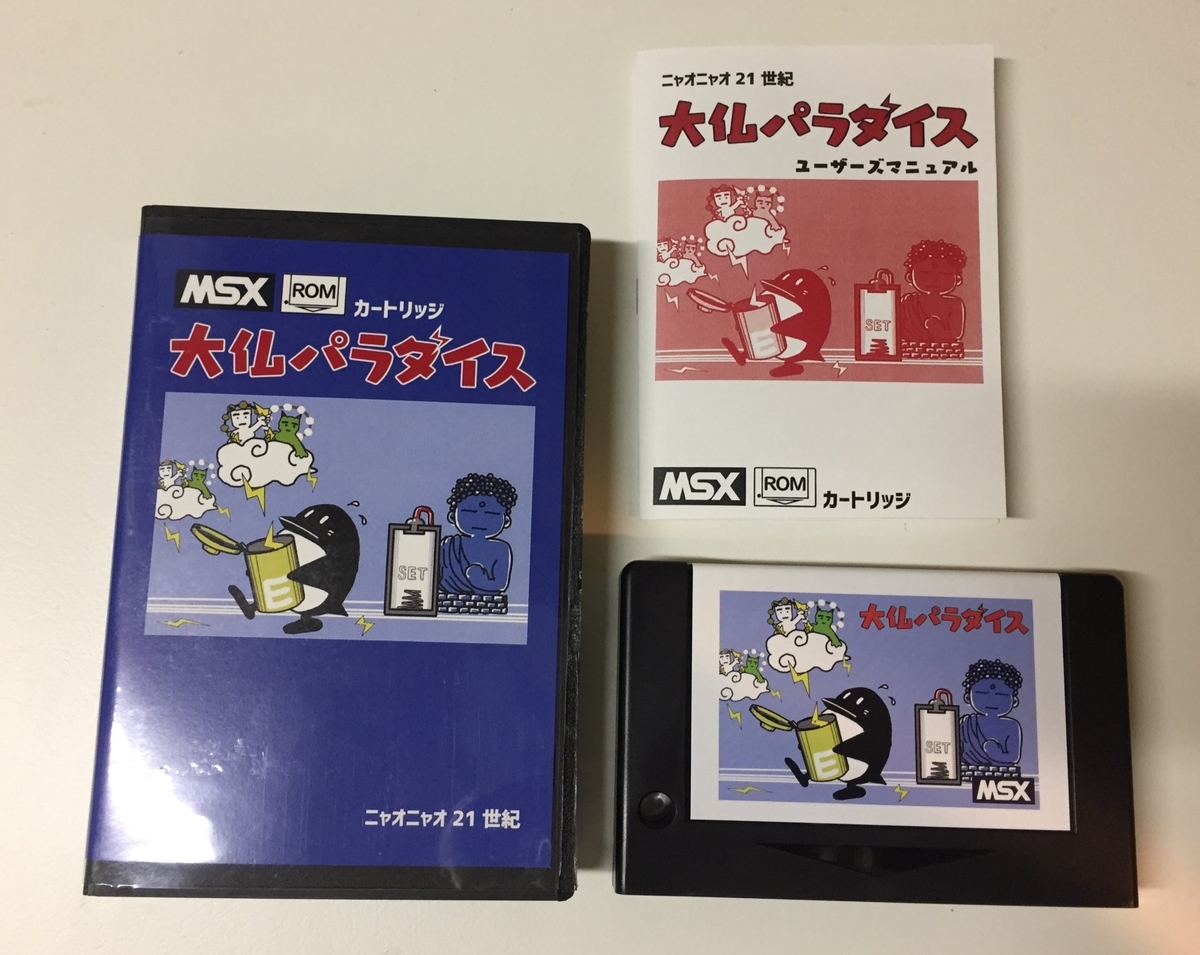 MSX ROM カートリッジ
大仏パラダイス
E
SET
ニャオニャオ 21 世紀
ニャオニャオ 21 世紀
大仏パラダイス
ユーザーズマニュアル
E
SET
MSX ROM カートリッジ
大仏パラダイス
E
SET
MSX